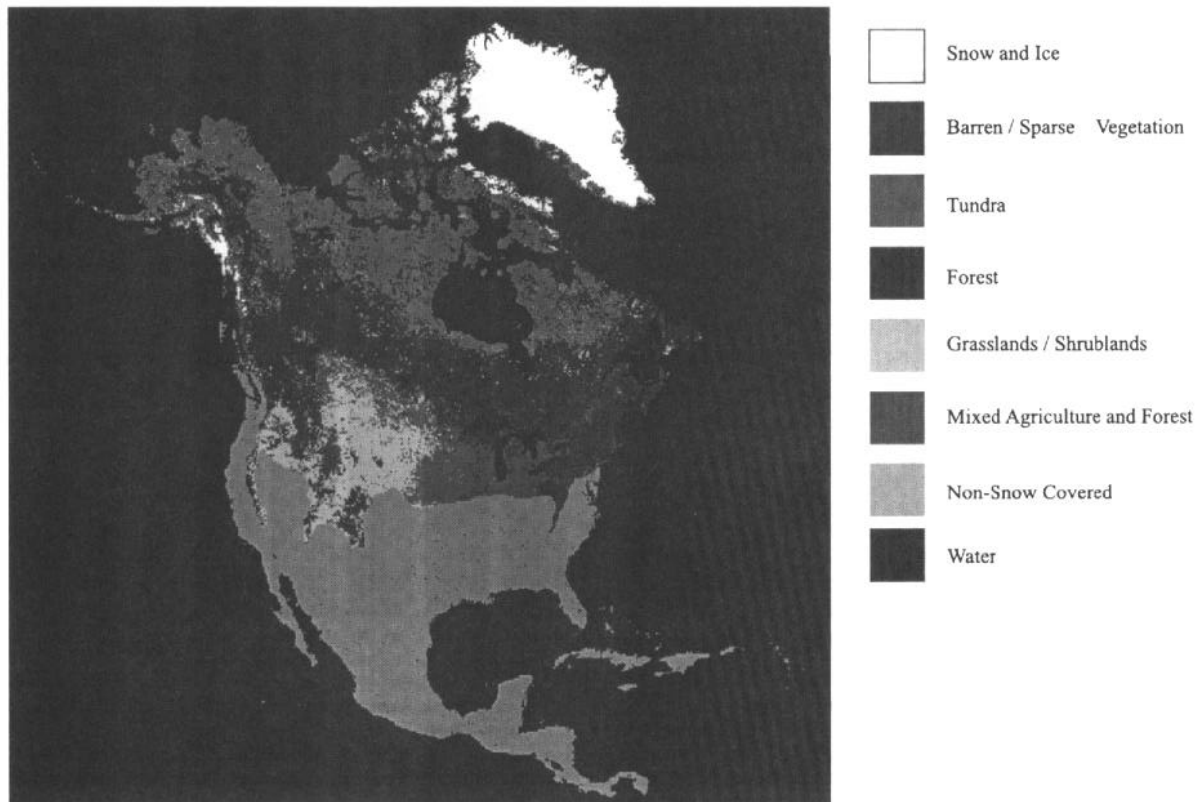 Snow and Ice
Barren / Sparse Vegetation
Tundra
Forest
Grasslands / Shrublands
Mixed Agriculture and Forest
Non-Snow Covered
Water